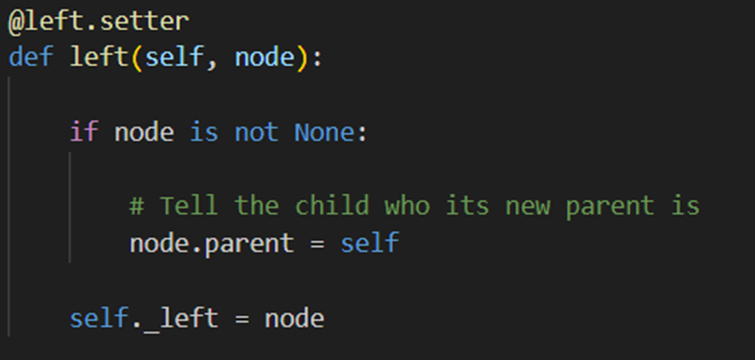 @left.setter
def left(self, node):
if node is not None:
# Tell the child who its new parent is
node.parent = self
self._left = node